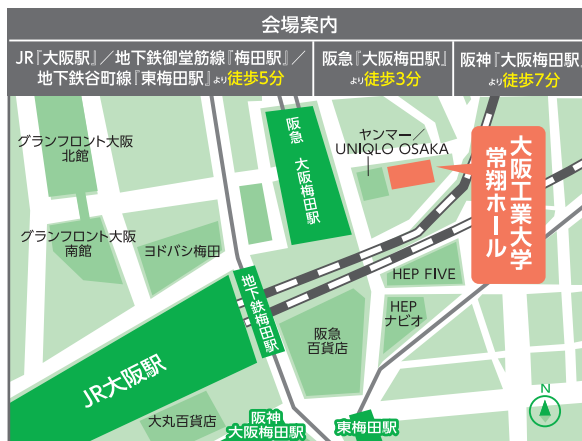 会場案内
JR『大阪駅』／地下鉄御堂筋線『梅田駅』／
地下鉄谷町線『東梅田駅』より徒歩5分
阪急『大阪梅田駅』
より徒歩3分
阪神『大阪梅田駅』
より徒歩7分
グランフロント大阪
北館
阪急 大阪梅田駅
ヤンマー／
UNIQLO OSAKA
大阪工業大学
常翔ホール
グランフロント大阪
南館
ヨドバシ梅田
地下鉄梅田駅
HEP FIVE
HEP
ナビオ
阪急
百貨店
JR大阪駅
大丸百貨店
阪神
大阪梅田駅
東梅田駅
N